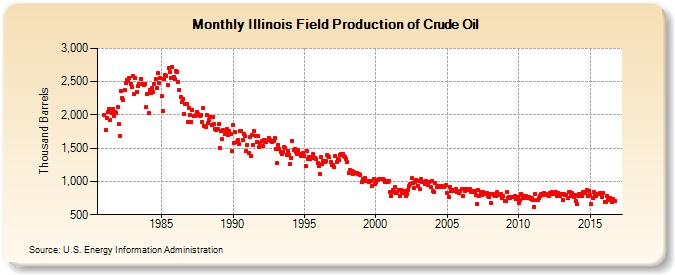 Monthly Illinois Field Production of Crude Oil
Thousand Barrels
3,000
2,500
2,000
1,500
1,000
500
1985 1990 1995 2000 2005 2010 2015
Source: U.S. Energy Information Administration